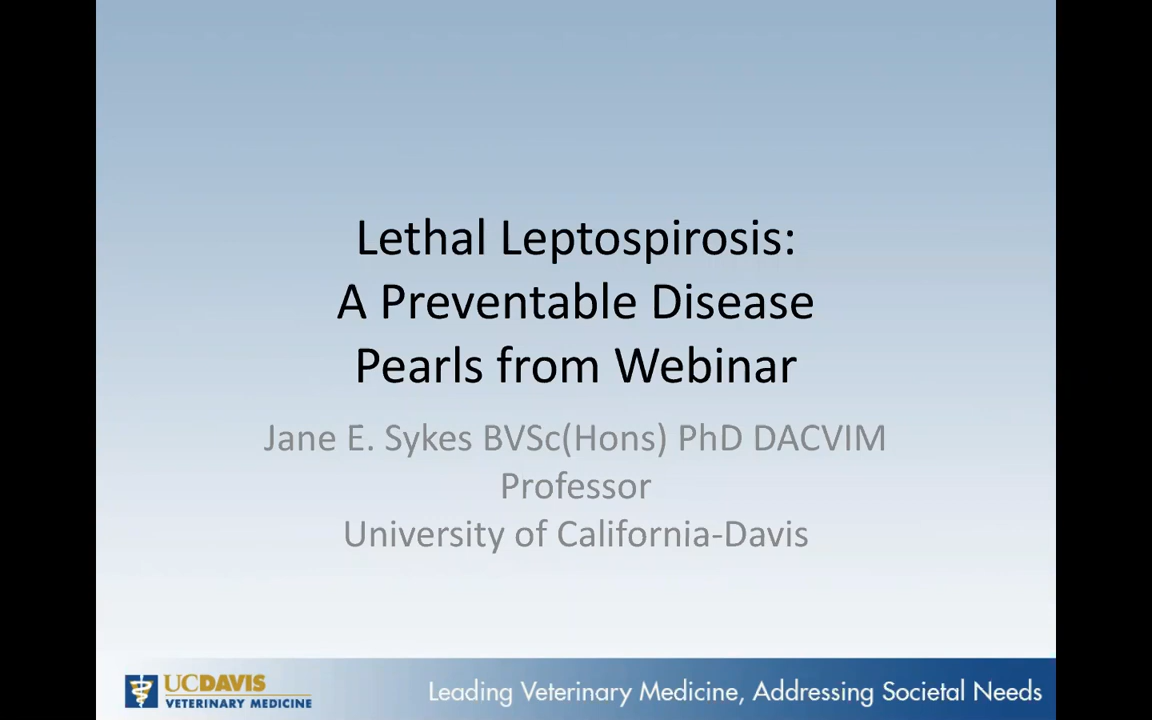 Lethal Leptospirosis:
A Preventable Disease
Pearls from Webinar
Jane E. Sykes BVSc(Hons) PhD DACVIM
Professor
University of California-Davis
UCDAVIS
VETERINARY MEDICINE
Leading Veterinary Medicine, Addressing Societal Needs